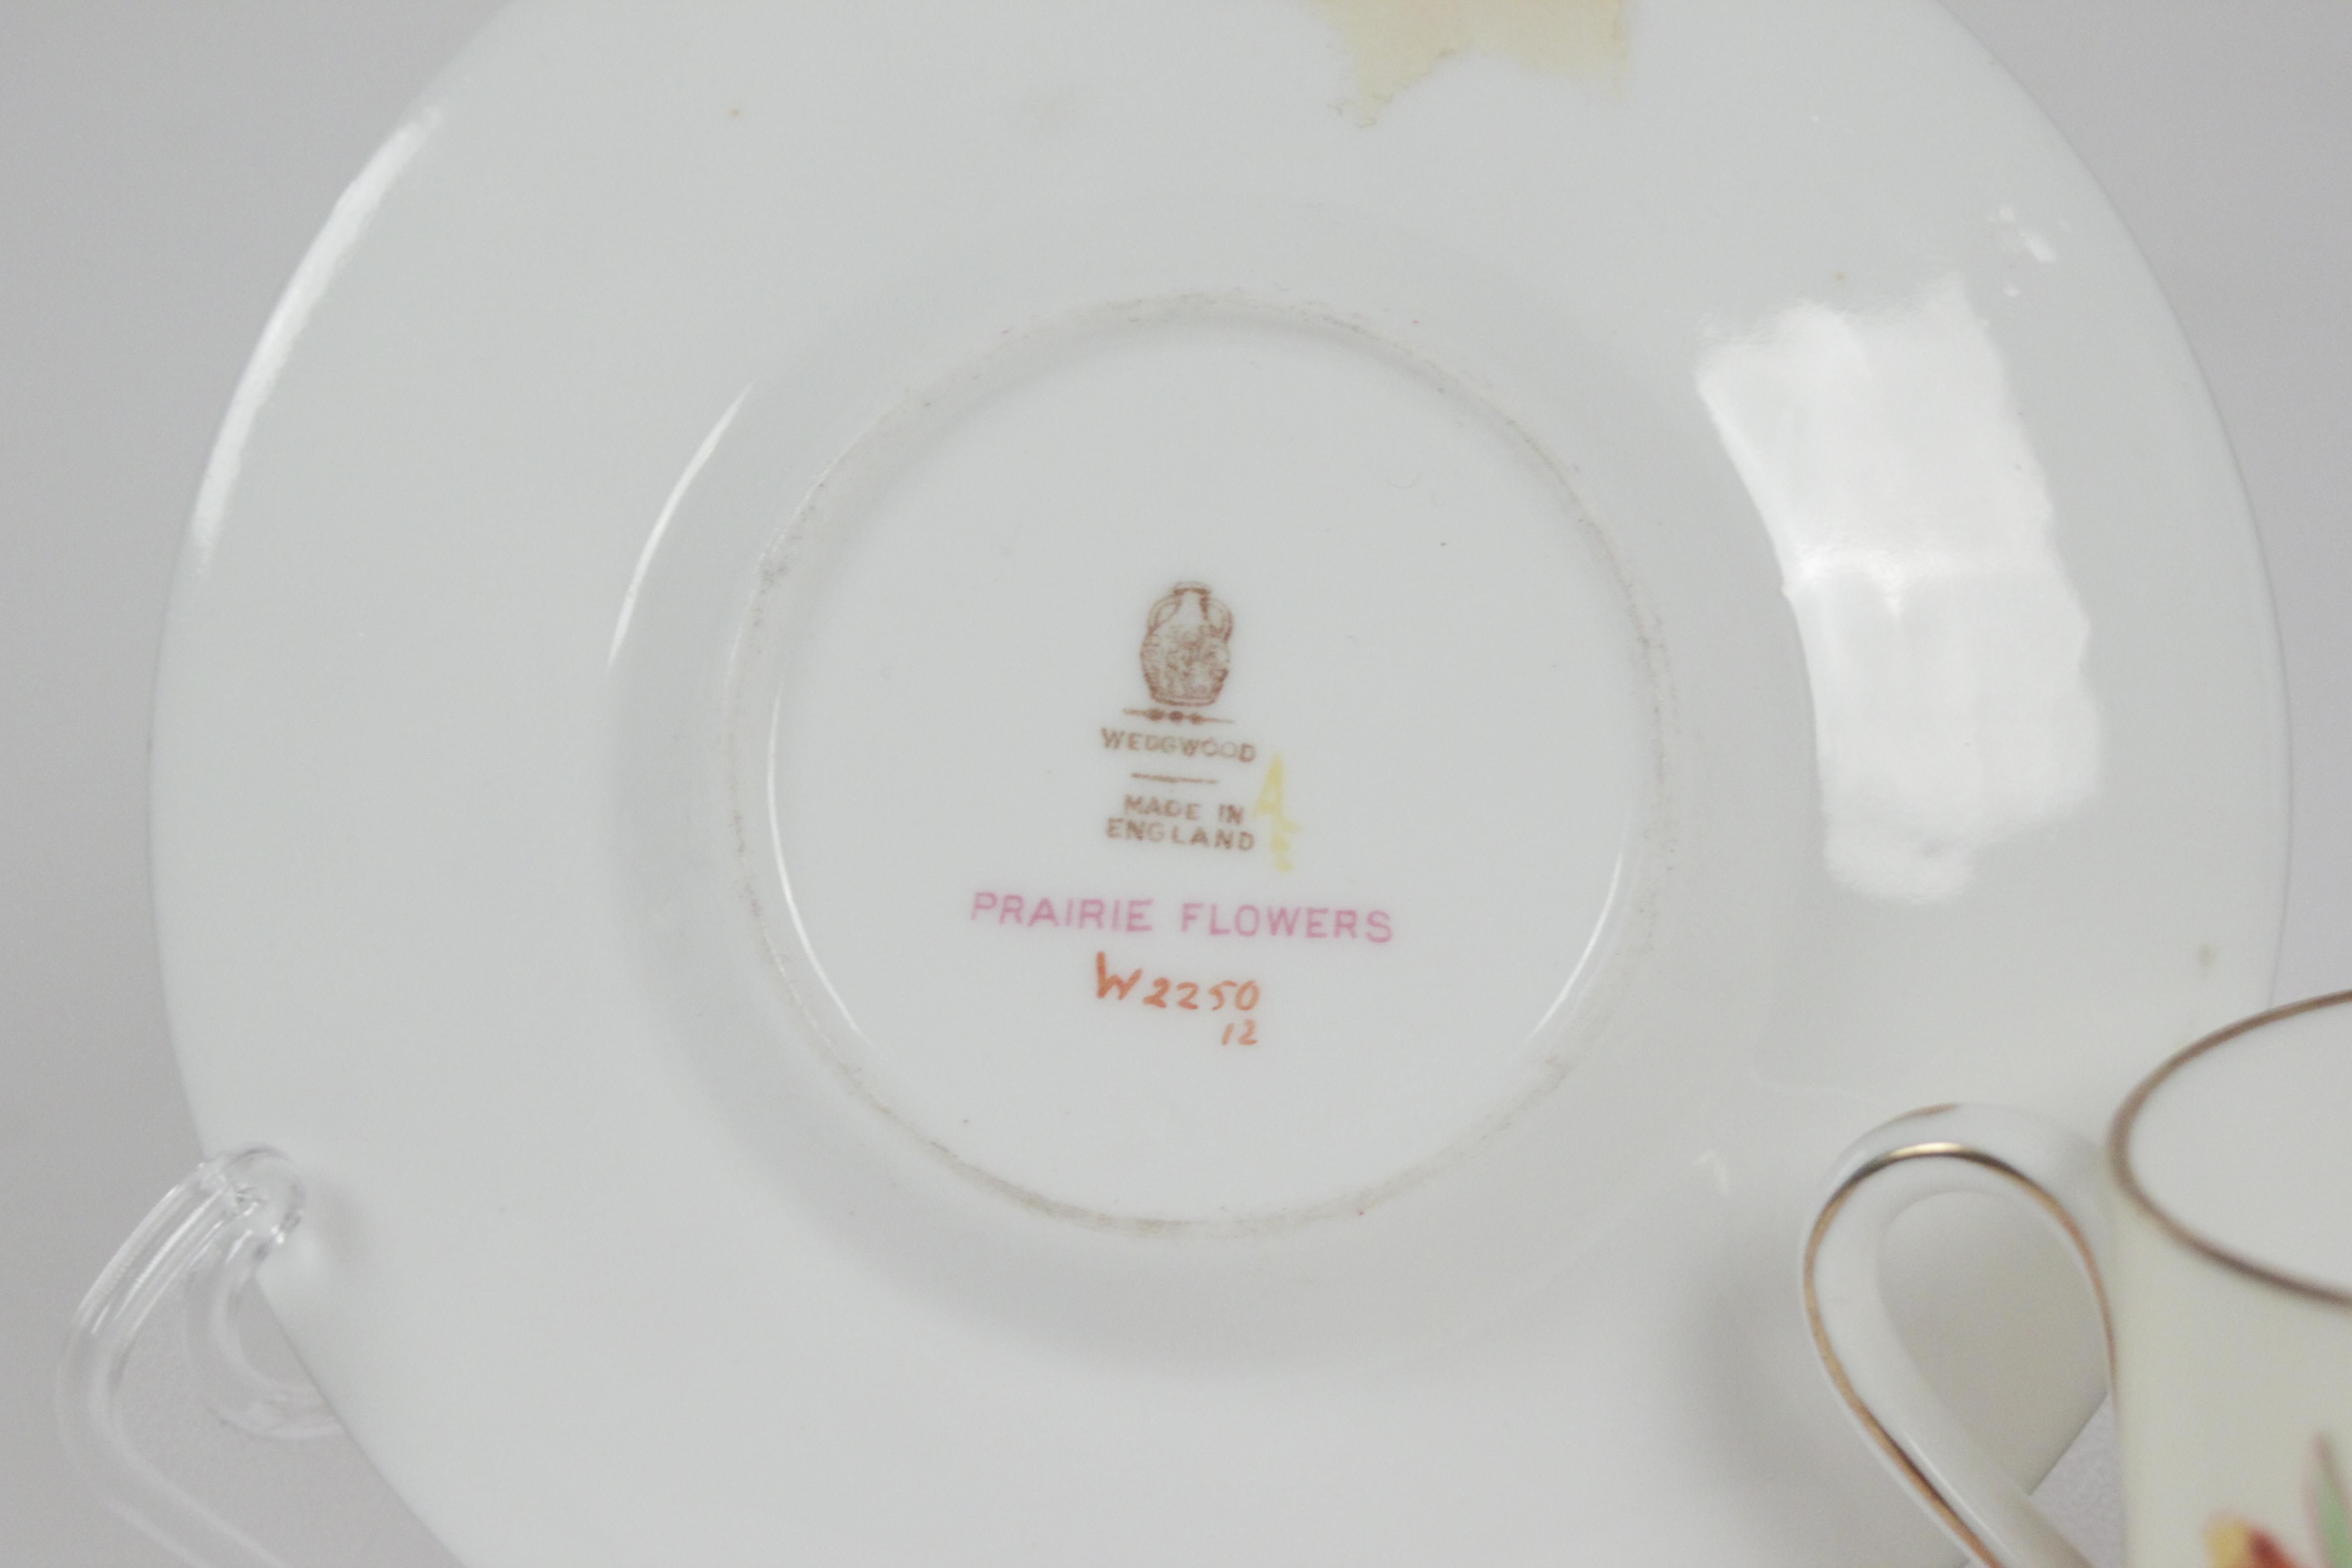 WEDGWOOD
MADE IN
ENGLAND
PRAIRIE FLOWERS
W2250
12